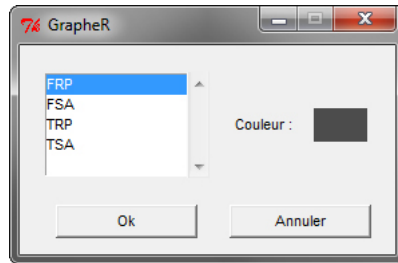 GrapheR
FRP
FSA
TRP
TSA
Couleur :
Ok
Annuler